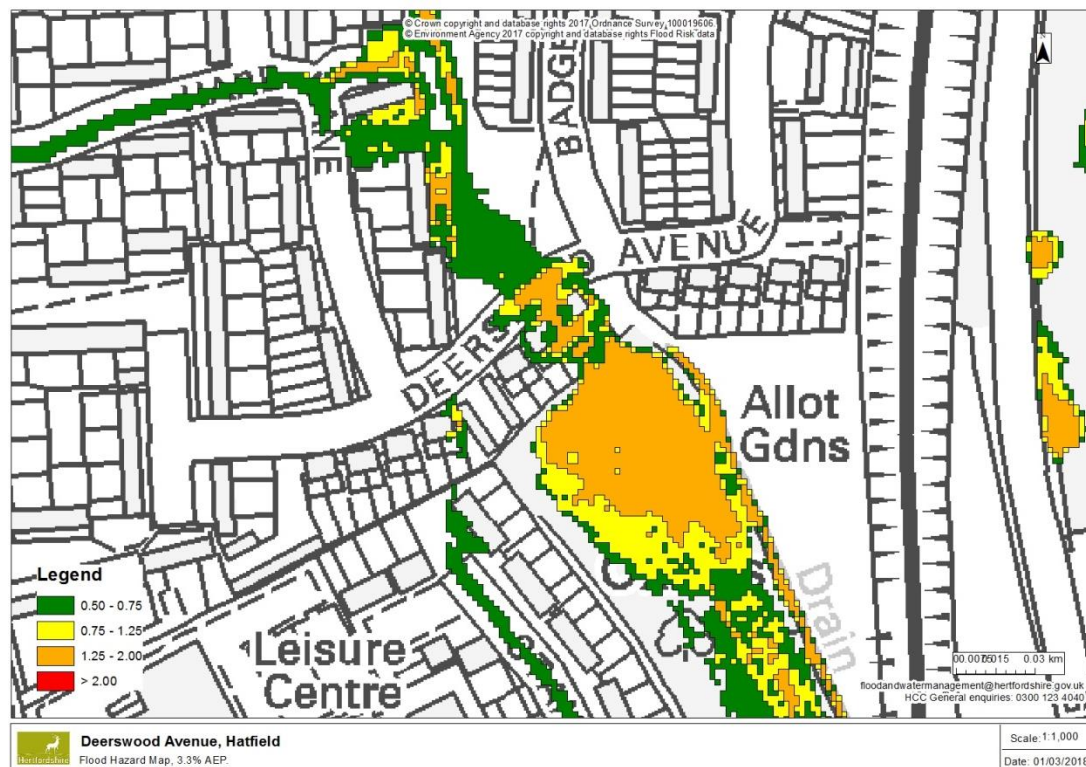 © Crown copyright and database rights 2017 Ordnance Survey 100019606
© Environment Agency 2017 copyright and database rights Flood Risk data
N
BADGE
VE
AVENUE
DEERS
Allot
Gdns
Drain
Legend
0.50 - 0.75
0.75 - 1.25
1.25 - 2.00
> 2.00
Leisure
Centre
0.03 km
floodandwatermanagement@hertfordshire.gov.uk
HCC General enquiries: 0300 123 4040
Hertfordshire
Deerswood Avenue, Hatfield
Flood Hazard Map, 3.3% AEP.
Scale: 1:1,000
Date: 01/03/2018